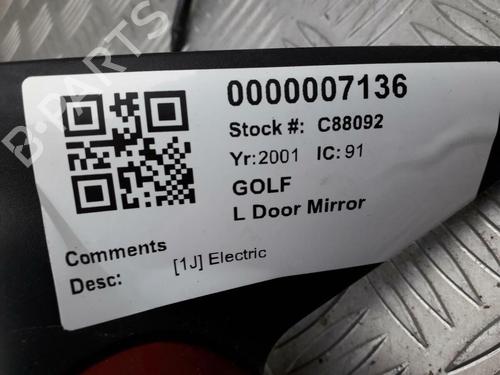 0000007136
Stock #: C88092
Yr: 2001 IC: 91
GOLF
L Door Mirror
Comments
Desc: [1J] Electric
B-PARTS